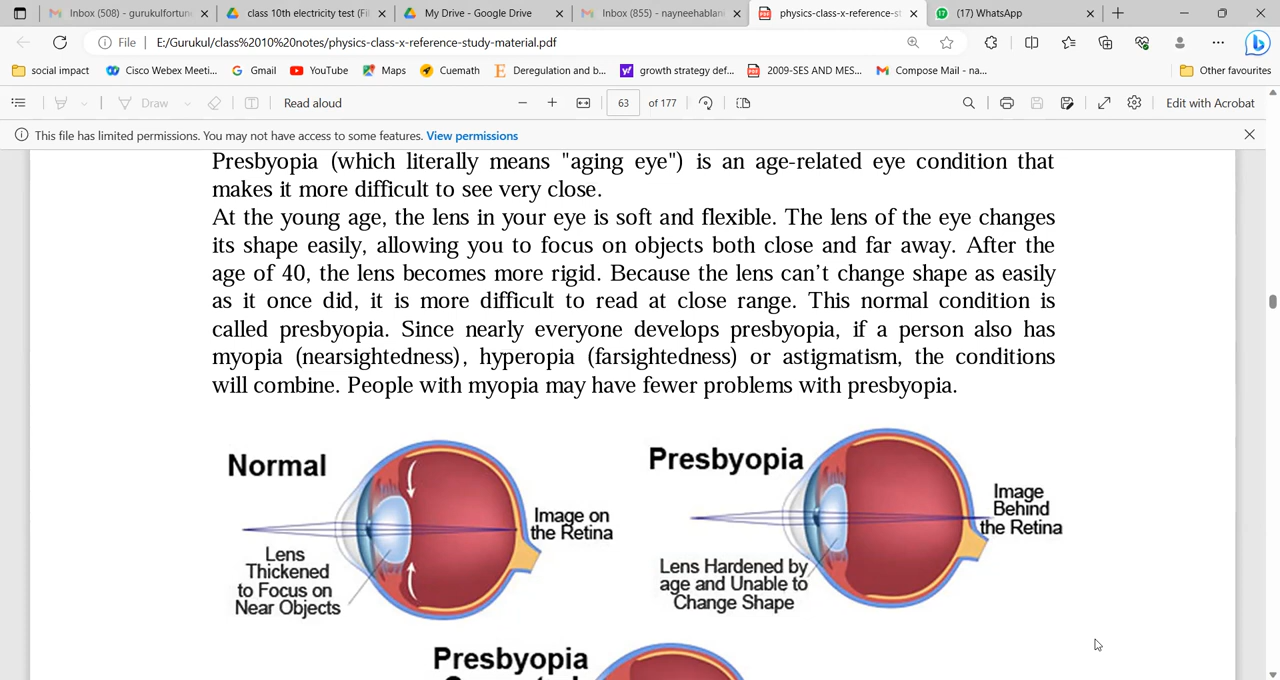 Inbox (508) - gurukulfortun
class 10th electricity test (Fi
My Drive - Google Drive
Inbox (855) - nayneehablan
physics-class-x-reference-st
(17) WhatsApp
File
E:/Gurukul/class%2010%20notes/physics-class-x-reference-study-material.pdf
social impact
Cisco Webex Meeti...
Gmail
YouTube
Maps
Cuemath
Deregulation and b...
growth strategy def...
2009-SES AND MES...
Compose Mail - na...
Other favourites
Draw
Read aloud
63 of 177
Edit with Acrobat
This file has limited permissions. You may not have access to some features. View permissions
Presbyopia (which literally means "aging eye") is an age-related eye condition that
makes it more difficult to see very close.
At the young age, the lens in your eye is soft and flexible. The lens of the eye changes
its shape easily, allowing you to focus on objects both close and far away. After the
age of 40, the lens becomes more rigid. Because the lens can’t change shape as easily
as it once did, it is more difficult to read at close range. This normal condition is
called presbyopia. Since nearly everyone develops presbyopia, if a person also has
myopia (nearsightedness), hyperopia (farsightedness) or astigmatism, the conditions
will combine. People with myopia may have fewer problems with presbyopia.
Normal
Image on
the Retina
Lens
Thickened
to Focus on
Near Objects
Presbyopia
Image
Behind
the Retina
Lens Hardened by
age and Unable to
Change Shape
Presbyopia